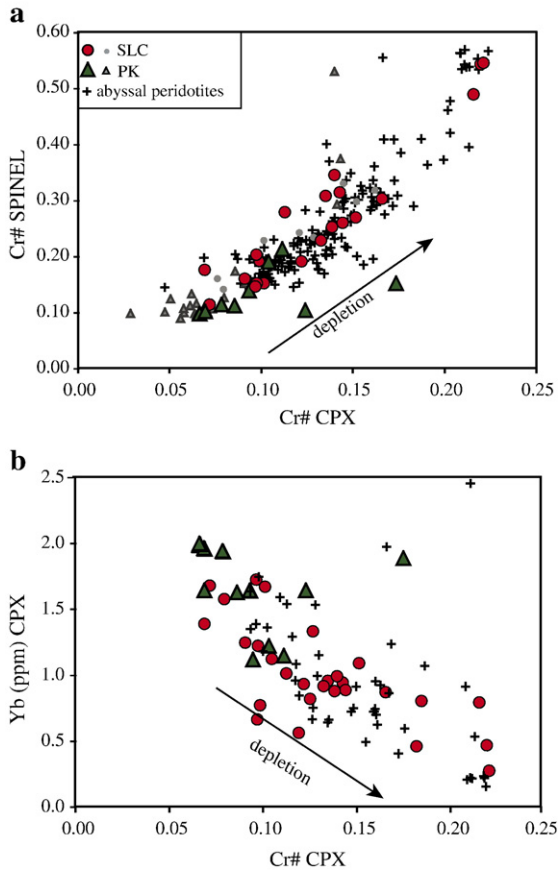 a
0.60
SLC
PK
abyssal peridotites
0.50
0.40
0.30
0.20
0.10
0.00
Cr# SPINEL
depletion
0.00 0.05 0.10 0.15 0.20 0.25
Cr# CPX
b
2.5
2.0
1.5
1.0
0.5
0.0
Yb (ppm) CPX
depletion
0.00 0.05 0.10 0.15 0.20 0.25
Cr# CPX